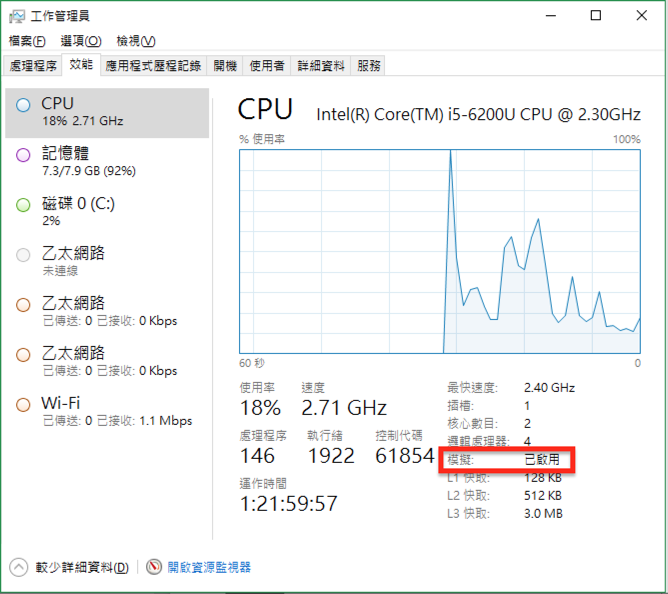 工作管理員
檔案(F) 選項(O) 檢視(V)
處理程序 效能 應用程式歷程記錄 開機 使用者 詳細資料 服務
CPU
18% 2.71 GHz
記憶體
7.3/7.9 GB (92%)
磁碟 0 (C:)
2%
乙太網路
未連線
乙太網路
已傳送: 0 已接收: 0 Kbps
乙太網路
已傳送: 0 已接收: 0 Kbps
Wi-Fi
已傳送: 0 已接收: 1.1 Mbps
CPU Intel(R) Core(TM) i5-6200U CPU @ 2.30GHz
% 使用率 100%
60 秒 0
使用率 速度
18% 2.71 GHz
處理程序 執行緒 控制代碼
146 1922 61854
運作時間
1:21:59:57
最快速度: 2.40 GHz
插槽: 1
核心數目: 2
邏輯處理器: 4
模擬: 已啟用
L1 快取: 128 KB
L2 快取: 512 KB
L3 快取: 3.0 MB
較少詳細資料(D) 開啟資源監視器